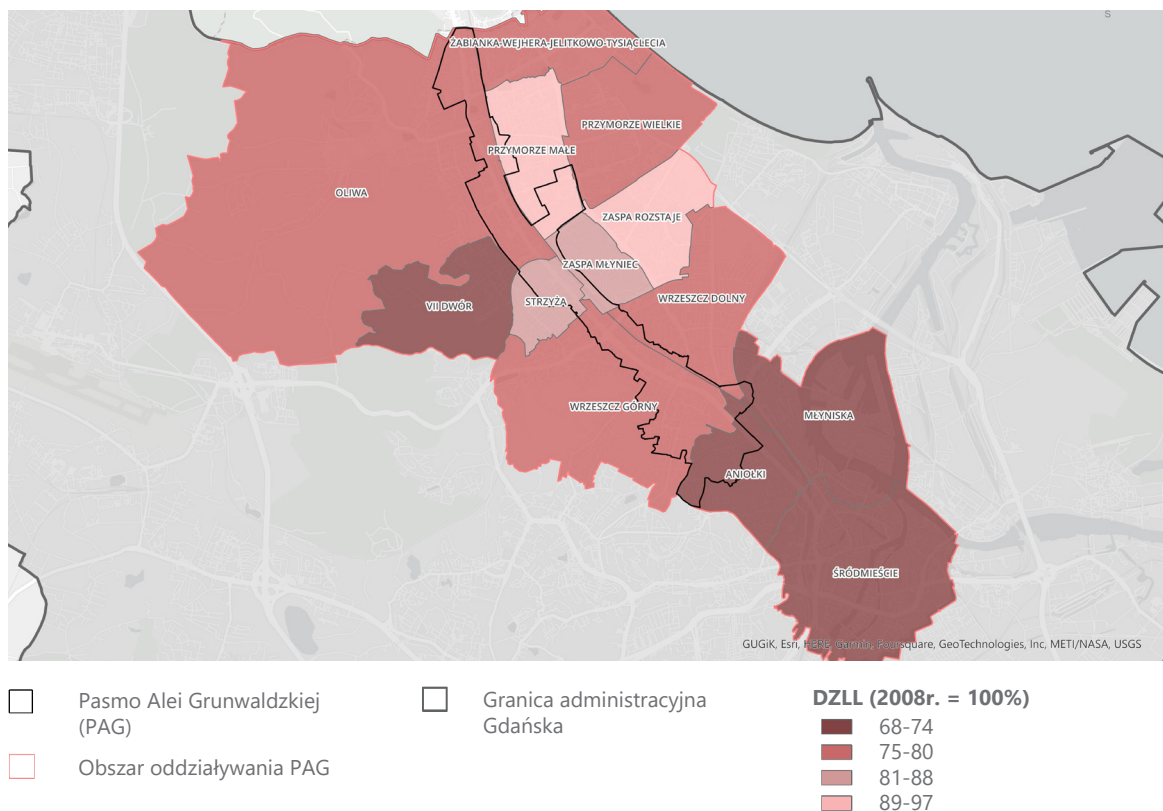 S
ŻABIANKA-WEJHERA-JELITKOWO-TYSIĄCLECIA
PRZYMORZE WIELKIE
PRZYMORZE MAŁE
OLIWA
ZASPA ROZSTAJE
ZASPA MŁYNIEC
VII DWÓR
STRZYŻA
WRZESZCZ DOLNY
WRZESZCZ GÓRNY
MŁYNISKA
ANIOŁKI
ŚRÓDMIEŚCIE
GUGiK, Esri, HERE, Garmin, Foursquare, GeoTechnologies, Inc, METI/NASA, USGS
Pasmo Alei Grunwaldzkiej
(PAG)
Obszar oddziaływania PAG
Granica administracyjna
Gdańska
DZLL (2008r. = 100%)
68-74
75-80
81-88
89-97